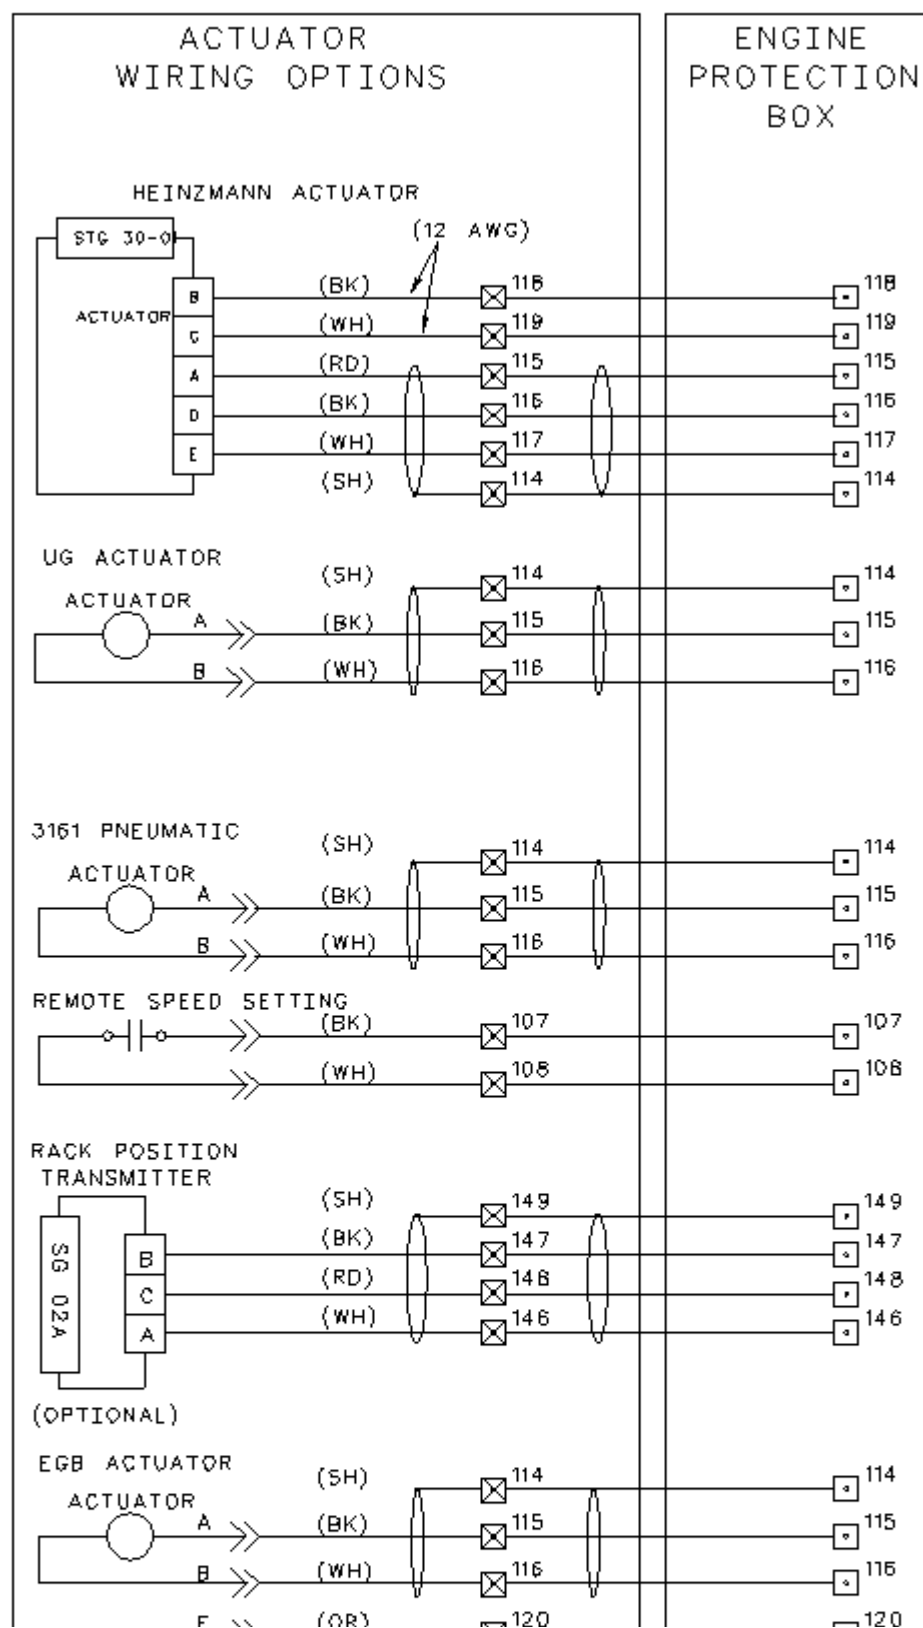 ACTUATOR
WIRING OPTIONS
ENGINE
PROTECTION
BOX
HEINZMANN ACTUATOR
STG 30-0
(12 AWG)
ACTUATOR
B (BK) 118 118
C (WH) 119 119
A (RD) 115 115
D (BK) 116 116
E (WH) 117 117
(SH) 114 114
UG ACTUATOR
ACTUATOR
(SH) 114 114
A (BK) 115 115
B (WH) 116 116
3161 PNEUMATIC
ACTUATOR
(SH) 114 114
A (BK) 115 115
B (WH) 116 116
REMOTE SPEED SETTING
(BK) 107 107
(WH) 108 108
RACK POSITION
TRANSMITTER
SG 02A
(SH) 149 149
B (BK) 147 147
C (RD) 148 148
A (WH) 146 146
(OPTIONAL)
EGB ACTUATOR
ACTUATOR
(SH) 114 114
A (BK) 115 115
B (WH) 116 116
(OR) 120 120